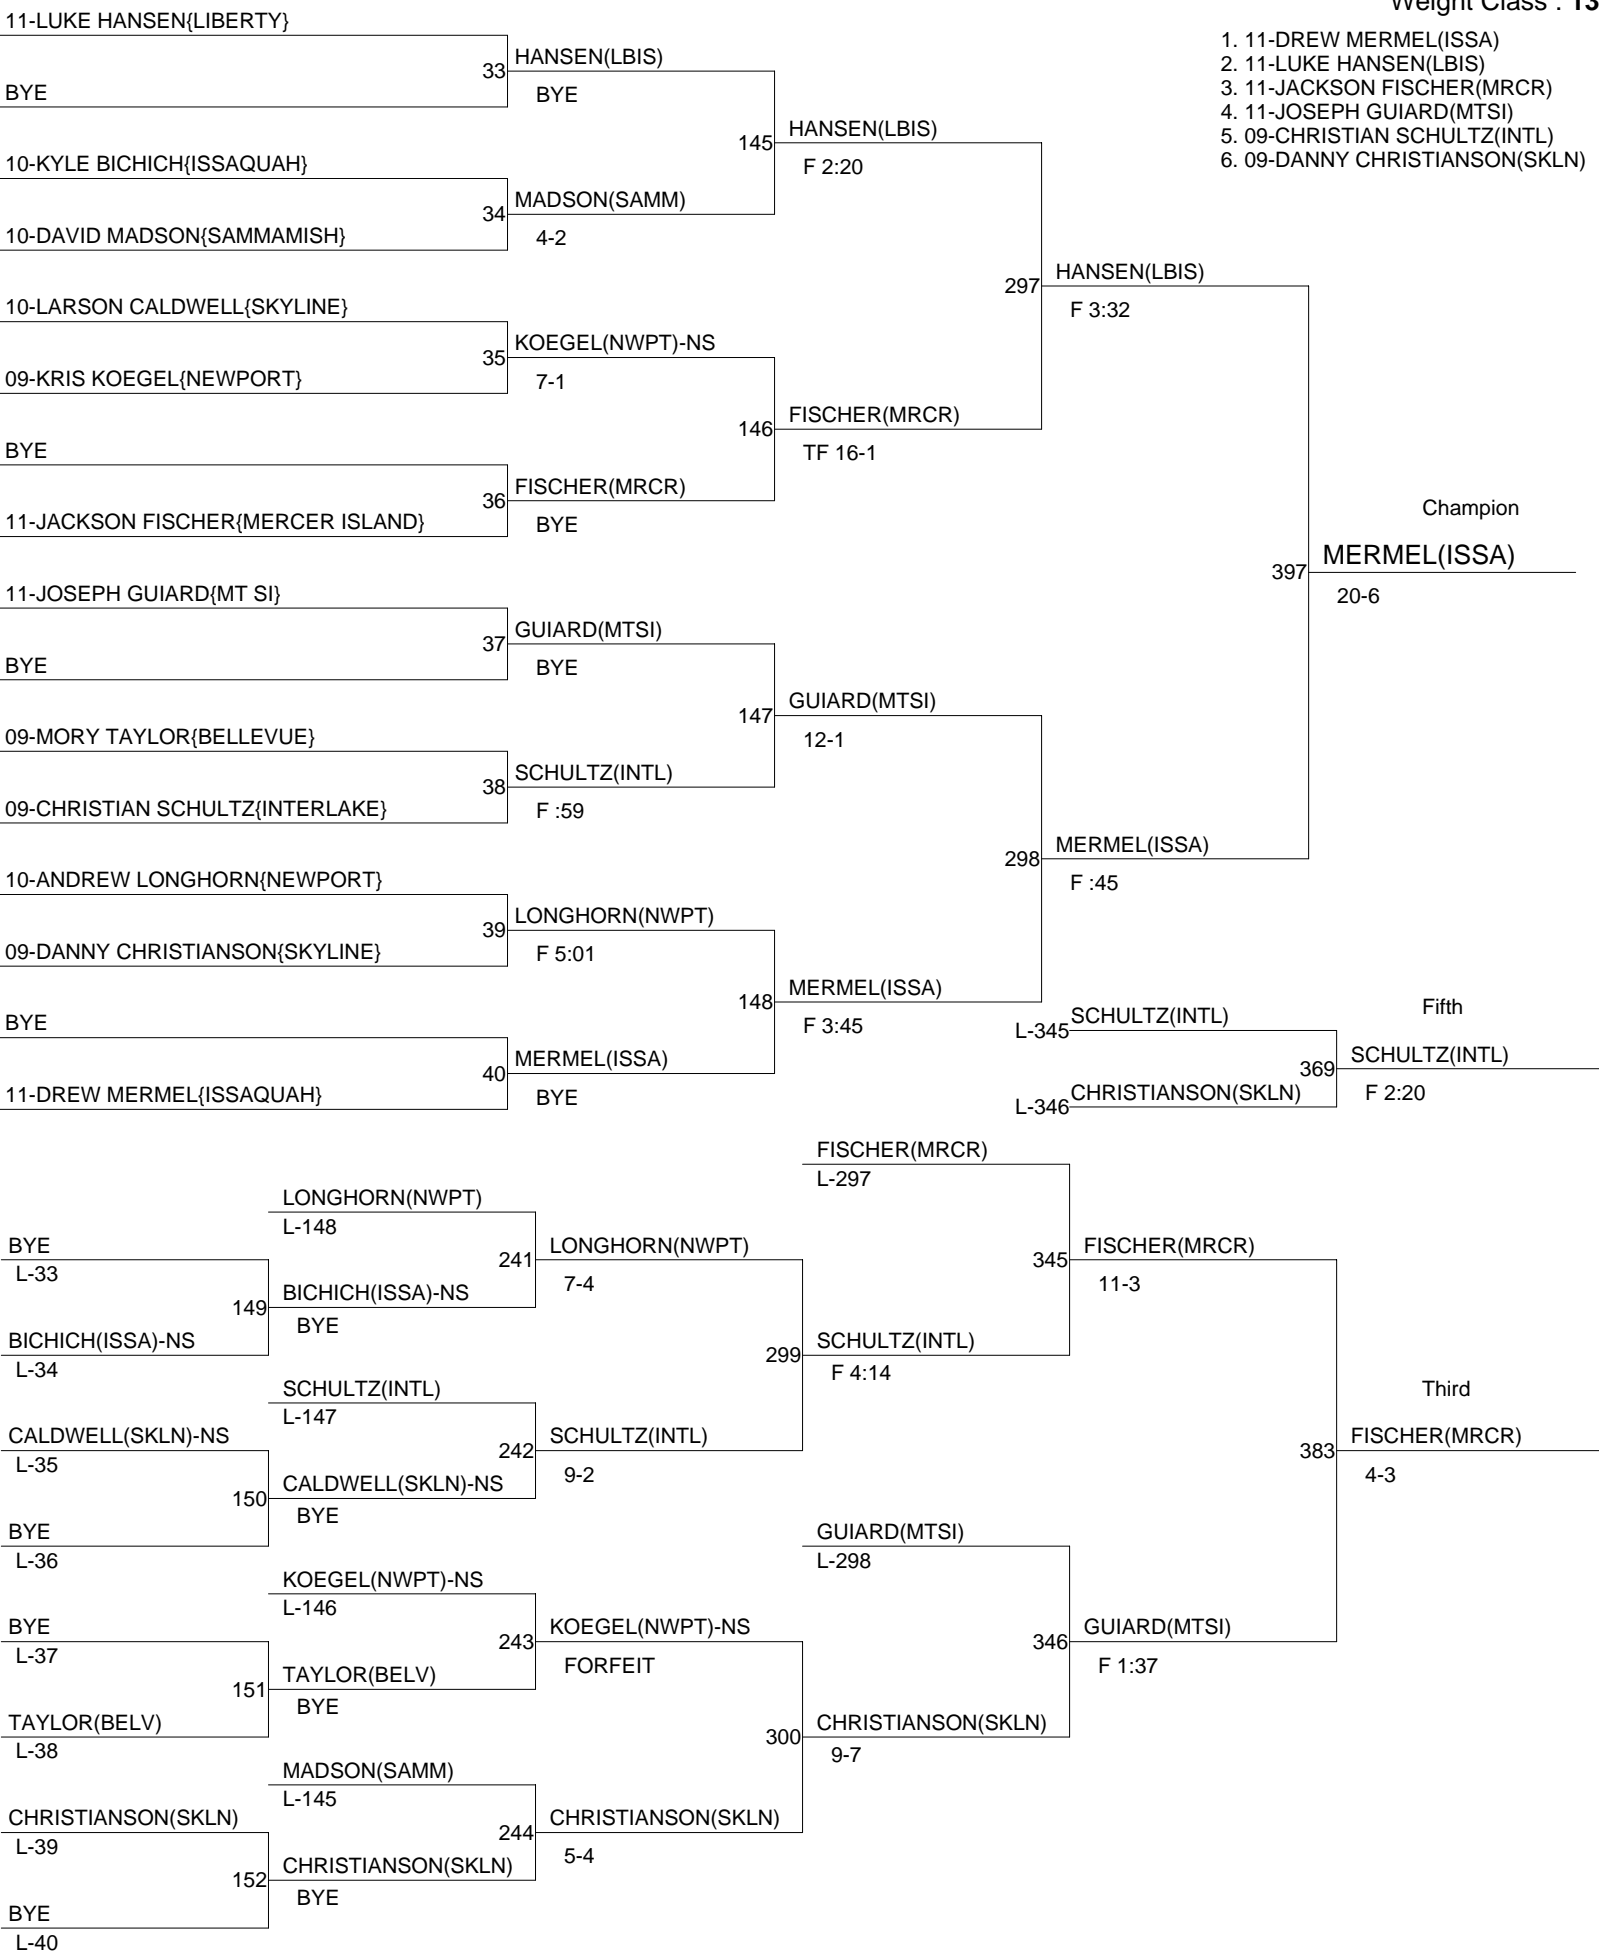 Weight Class : 13
1. 11-DREW MERMEL(ISSA)
2. 11-LUKE HANSEN(LBIS)
3. 11-JACKSON FISCHER(MRCR)
4. 11-JOSEPH GUIARD(MTSI)
5. 09-CHRISTIAN SCHULTZ(INTL)
6. 09-DANNY CHRISTIANSON(SKLN)
11-LUKE HANSEN{LIBERTY}
BYE
10-KYLE BICHICH{ISSAQUAH}
10-DAVID MADSON{SAMMAMISH}
10-LARSON CALDWELL{SKYLINE}
09-KRIS KOEGEL{NEWPORT}
BYE
11-JACKSON FISCHER{MERCER ISLAND}
11-JOSEPH GUIARD{MT SI}
BYE
09-MORY TAYLOR{BELLEVUE}
09-CHRISTIAN SCHULTZ{INTERLAKE}
10-ANDREW LONGHORN{NEWPORT}
09-DANNY CHRISTIANSON{SKYLINE}
BYE
11-DREW MERMEL{ISSAQUAH}
33
HANSEN(LBIS)
BYE
34
MADSON(SAMM)
4-2
35
KOEGEL(NWPT)-NS
7-1
36
FISCHER(MRCR)
BYE
37
GUIARD(MTSI)
BYE
38
SCHULTZ(INTL)
F :59
39
LONGHORN(NWPT)
F 5:01
40
MERMEL(ISSA)
BYE
145
HANSEN(LBIS)
F 2:20
146
FISCHER(MRCR)
TF 16-1
147
GUIARD(MTSI)
12-1
148
MERMEL(ISSA)
F 3:45
297
HANSEN(LBIS)
F 3:32
298
MERMEL(ISSA)
F :45
Champion
397
MERMEL(ISSA)
20-6
Fifth
L-345
SCHULTZ(INTL)
L-346
CHRISTIANSON(SKLN)
369
SCHULTZ(INTL)
F 2:20
BYE
L-33
BICHICH(ISSA)-NS
L-34
CALDWELL(SKLN)-NS
L-35
BYE
L-36
BYE
L-37
TAYLOR(BELV)
L-38
CHRISTIANSON(SKLN)
L-39
BYE
L-40
LONGHORN(NWPT)
L-148
149
BICHICH(ISSA)-NS
BYE
SCHULTZ(INTL)
L-147
150
CALDWELL(SKLN)-NS
BYE
KOEGEL(NWPT)-NS
L-146
151
TAYLOR(BELV)
BYE
MADSON(SAMM)
L-145
152
CHRISTIANSON(SKLN)
BYE
241
LONGHORN(NWPT)
7-4
242
SCHULTZ(INTL)
9-2
243
KOEGEL(NWPT)-NS
FORFEIT
244
CHRISTIANSON(SKLN)
5-4
FISCHER(MRCR)
L-297
299
SCHULTZ(INTL)
F 4:14
GUIARD(MTSI)
L-298
300
CHRISTIANSON(SKLN)
9-7
345
FISCHER(MRCR)
11-3
346
GUIARD(MTSI)
F 1:37
Third
383
FISCHER(MRCR)
4-3